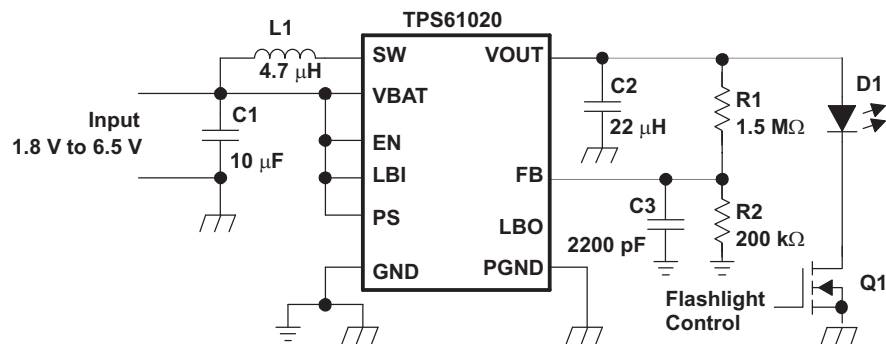 TPS61020
L1
4.7 μH
SW
VOUT
VBAT
EN
LBI
PS
GND
FB
LBO
PGND
Input
1.8 V to 6.5 V
C1
10 μF
C2
22 μH
R1
1.5 MΩ
D1
C3
2200 pF
R2
200 kΩ
Q1
Flashlight
Control